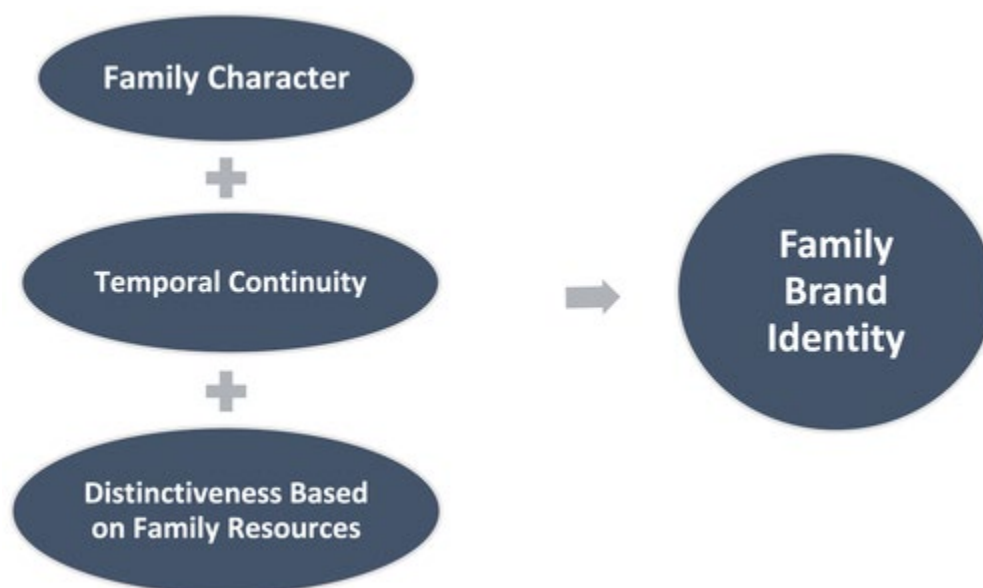 Family Character
Temporal Continuity
Distinctiveness Based
on Family Resources
Family
Brand
Identity